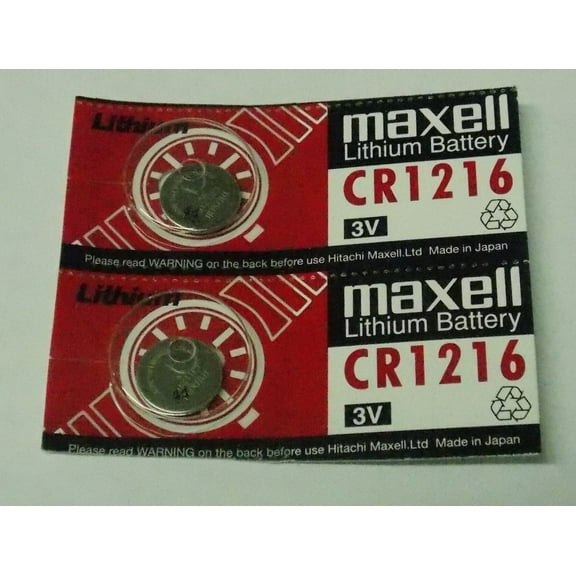 Lithium
maxell
Lithium Battery
CR1216
3V
Please read WARNING on the back before use Hitachi Maxell.Ltd Made in Japan
Lithium
maxell
Lithium Battery
CR1216
3V
Please read WARNING on the back before use Hitachi Maxell.Ltd Made in Japan